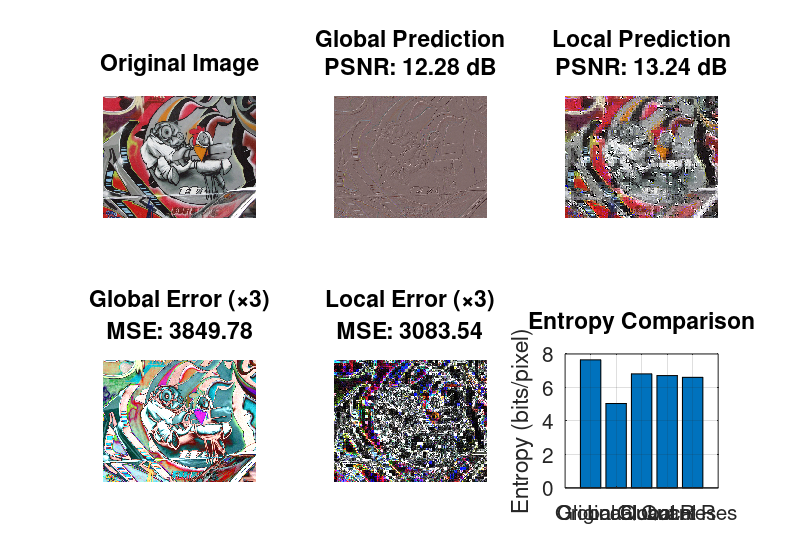 Original Image
Global Prediction
PSNR: 12.28 dB
Local Prediction
PSNR: 13.24 dB
Global Error (×3)
MSE: 3849.78
Local Error (×3)
MSE: 3083.54
Entropy Comparison
Entropy (bits/pixel)
8
6
4
2
0